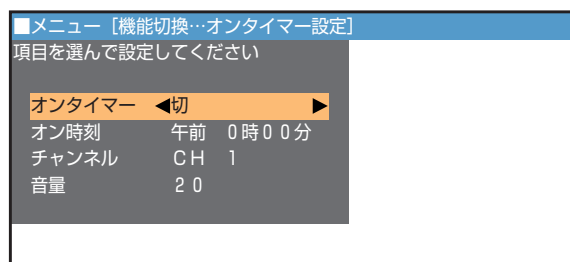 ■メニュー［機能切換…オンタイマー設定］
項目を選んで設定してください
オンタイマー ◀切 ▶
オン時刻 午前 ０時００分
チャンネル ＣＨ １
音量 ２０